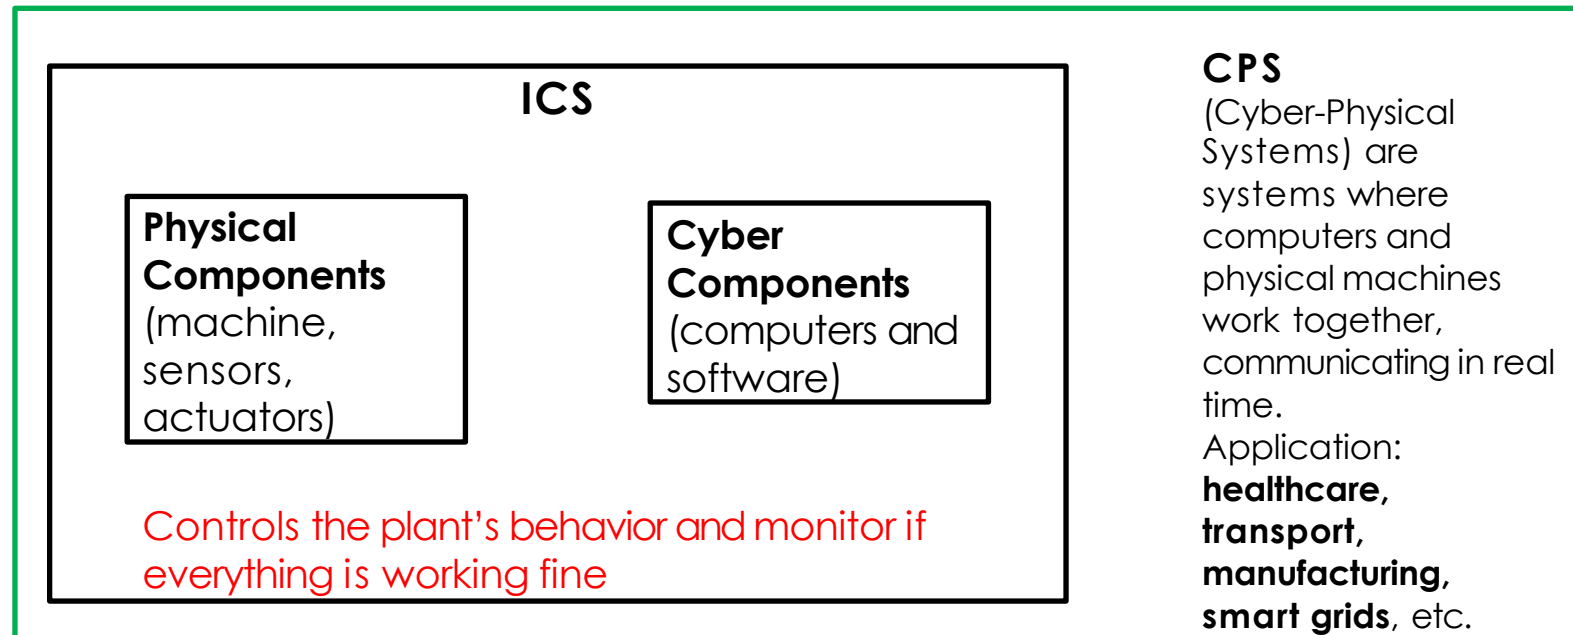 ICS
Physical
Components
(machine,
sensors,
actuators)
Cyber
Components
(computers and
software)
Controls the plant's behavior and monitor if
everything is working fine
CPS
(Cyber-Physical
Systems) are
systems where
computers and
physical machines
work together,
communicating in real
time.
Application:
healthcare,
transport,
manufacturing,
smart grids, etc.